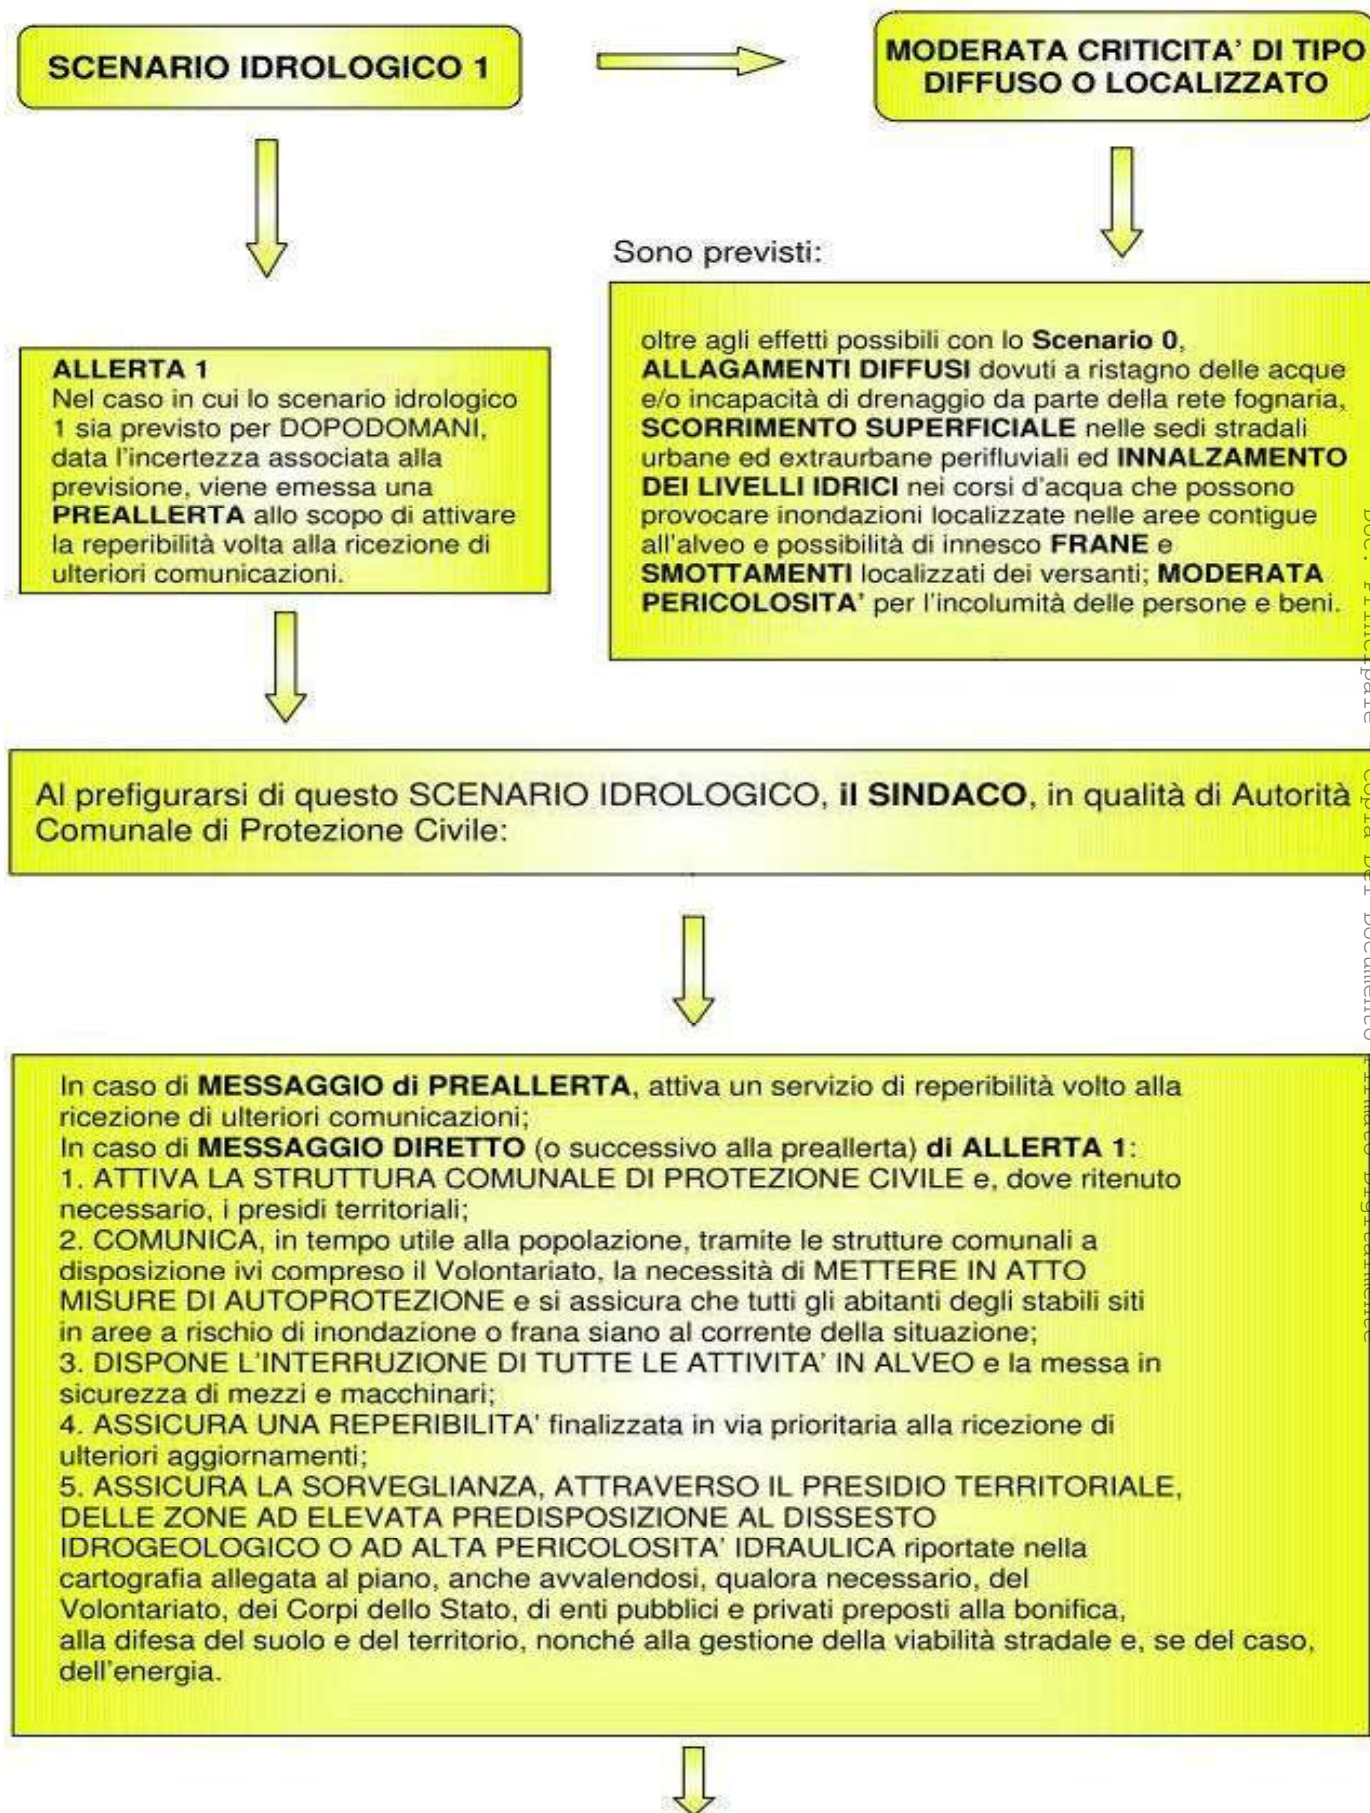 SCENARIO IDROLOGICO 1
MODERATA CRITICITA' DI TIPO
DIFFUSO O LOCALIZZATO
Sono previsti:
ALLERTA 1
Nel caso in cui lo scenario idrologico
1 sia previsto per DOPODOMANI,
data l'incertezza associata alla
previsione, viene emessa una
PREALLERTA allo scopo di attivare
la reperibilità volta alla ricezione di
ulteriori comunicazioni.
oltre agli effetti possibili con lo Scenario 0,
ALLAGAMENTI DIFFUSI dovuti a ristagno delle acque
e/o incapacità di drenaggio da parte della rete fognaria,
SCORRIMENTO SUPERFICIALE nelle sedi stradali
urbane ed extraurbane perifluviali ed INNALZAMENTO
DEI LIVELLI IDRICI nei corsi d'acqua che possono
provocare inondazioni localizzate nelle aree contigue
all'alveo e possibilità di innesco FRANE e
SMOTTAMENTI localizzati dei versanti; MODERATA
PERICOLOSITA' per l'incolumità delle persone e beni.
Al prefigurarsi di questo SCENARIO IDROLOGICO, il SINDACO, in qualità di Autorità
Comunale di Protezione Civile:
In caso di MESSAGGIO di PREALLERTA, attiva un servizio di reperibilità volto alla
ricezione di ulteriori comunicazioni;
In caso di MESSAGGIO DIRETTO (o successivo alla preallerta) di ALLERTA 1:
1. ATTIVA LA STRUTTURA COMUNALE DI PROTEZIONE CIVILE e, dove ritenuto
necessario, i presidi territoriali;
2. COMUNICA, in tempo utile alla popolazione, tramite le strutture comunali a
disposizione ivi compreso il Volontariato, la necessità di METTERE IN ATTO
MISURE DI AUTOPROTEZIONE e si assicura che tutti gli abitanti degli stabili siti
in aree a rischio di inondazione o frana siano al corrente della situazione;
3. DISPONE L'INTERRUZIONE DI TUTTE LE ATTIVITA' IN ALVEO e la messa in
sicurezza di mezzi e macchinari;
4. ASSICURA UNA REPERIBILITA' finalizzata in via prioritaria alla ricezione di
ulteriori aggiornamenti;
5. ASSICURA LA SORVEGLIANZA, ATTRAVERSO IL PRESIDIO TERRITORIALE,
DELLE ZONE AD ELEVATA PREDISPOSIZIONE AL DISSESTO
IDROGEOLOGICO O AD ALTA PERICOLOSITA' IDRAULICA riportate nella
cartografia allegata al piano, anche avvalendosi, qualora necessario, del
Volontariato, dei Corpi dello Stato, di enti pubblici e privati preposti alla bonifica,
alla difesa del suolo e del territorio, nonché alla gestione della viabilità stradale e, se del caso,
dell'energia.